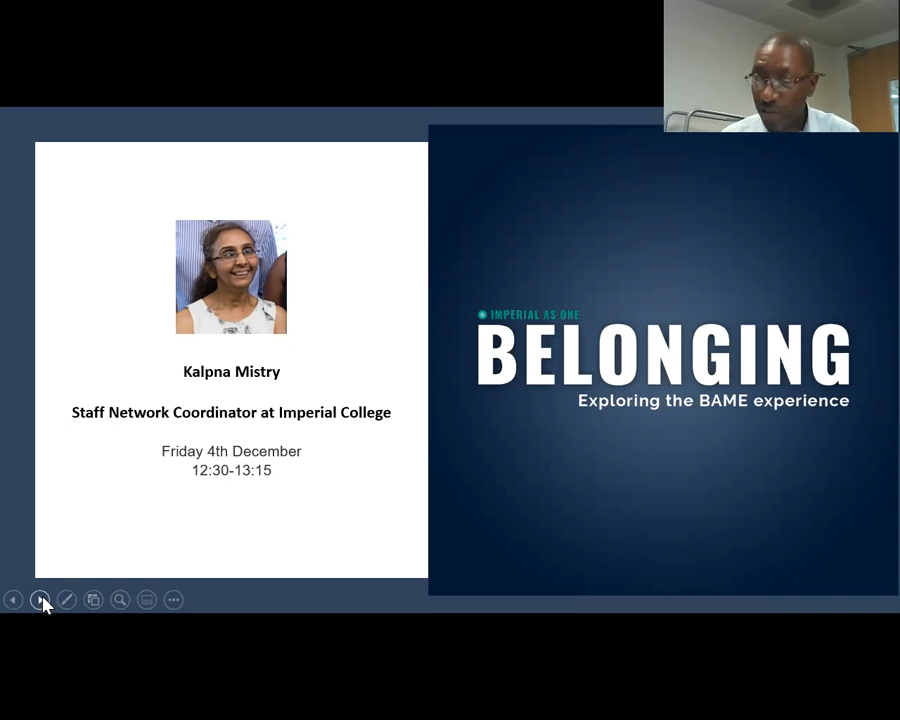 Kalpna Mistry
Staff Network Coordinator at Imperial College
Friday 4th December
12:30-13:15
IMPERIAL AS ONE
BELONGING
Exploring the BAME experience